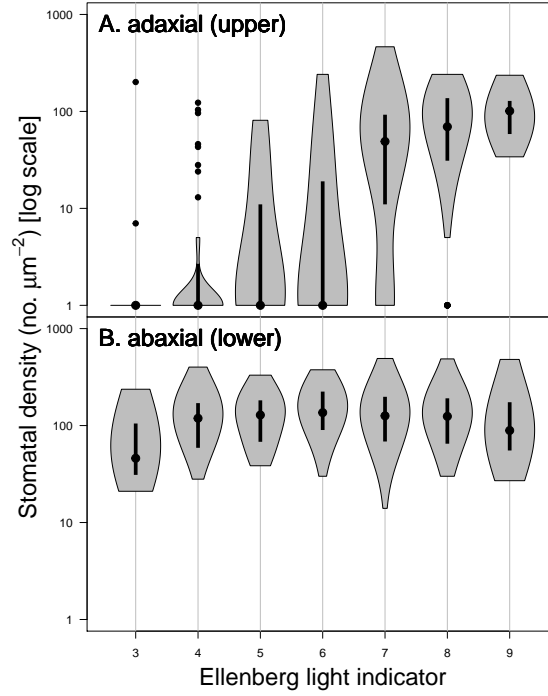 A. adaxial (upper)
1000
100
10
1
B. abaxial (lower)
1000
100
10
1
Stomatal density (no. μm⁻²) [log scale]
3 4 5 6 7 8 9
Ellenberg light indicator